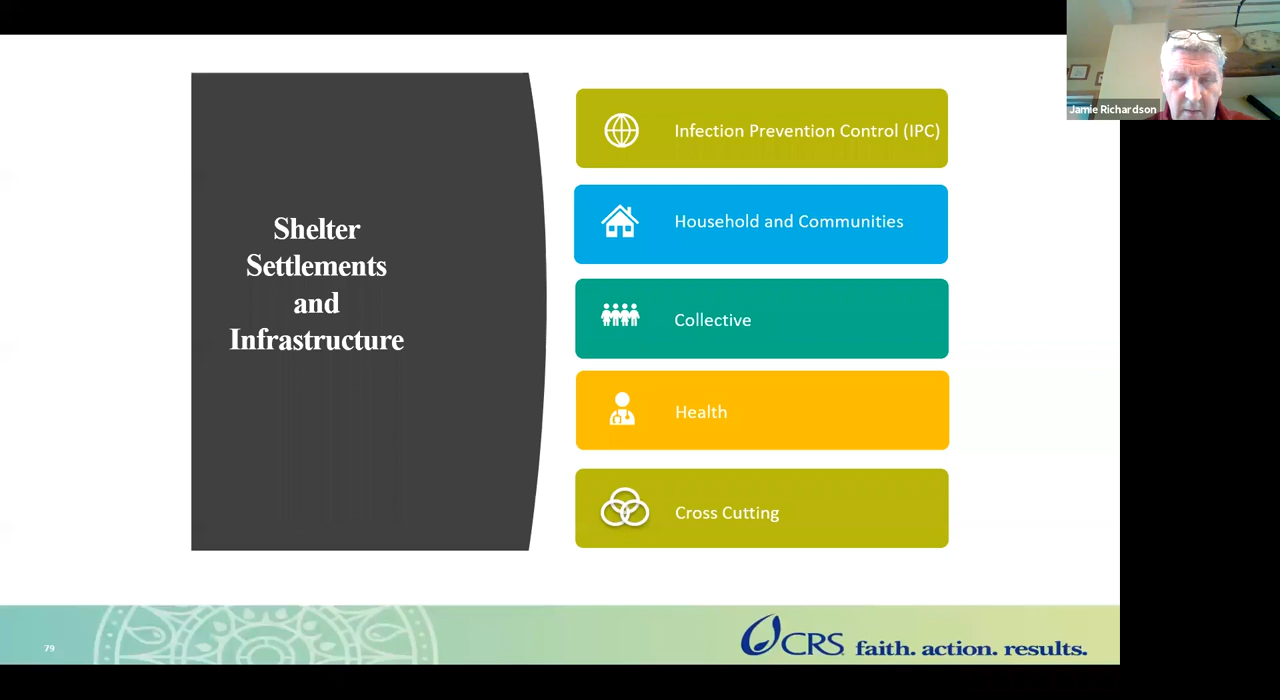 Jamie Richardson
Shelter
Settlements
and
Infrastructure
Infection Prevention Control (IPC)
Household and Communities
Collective
Health
Cross Cutting
79
CRS faith. action. results.